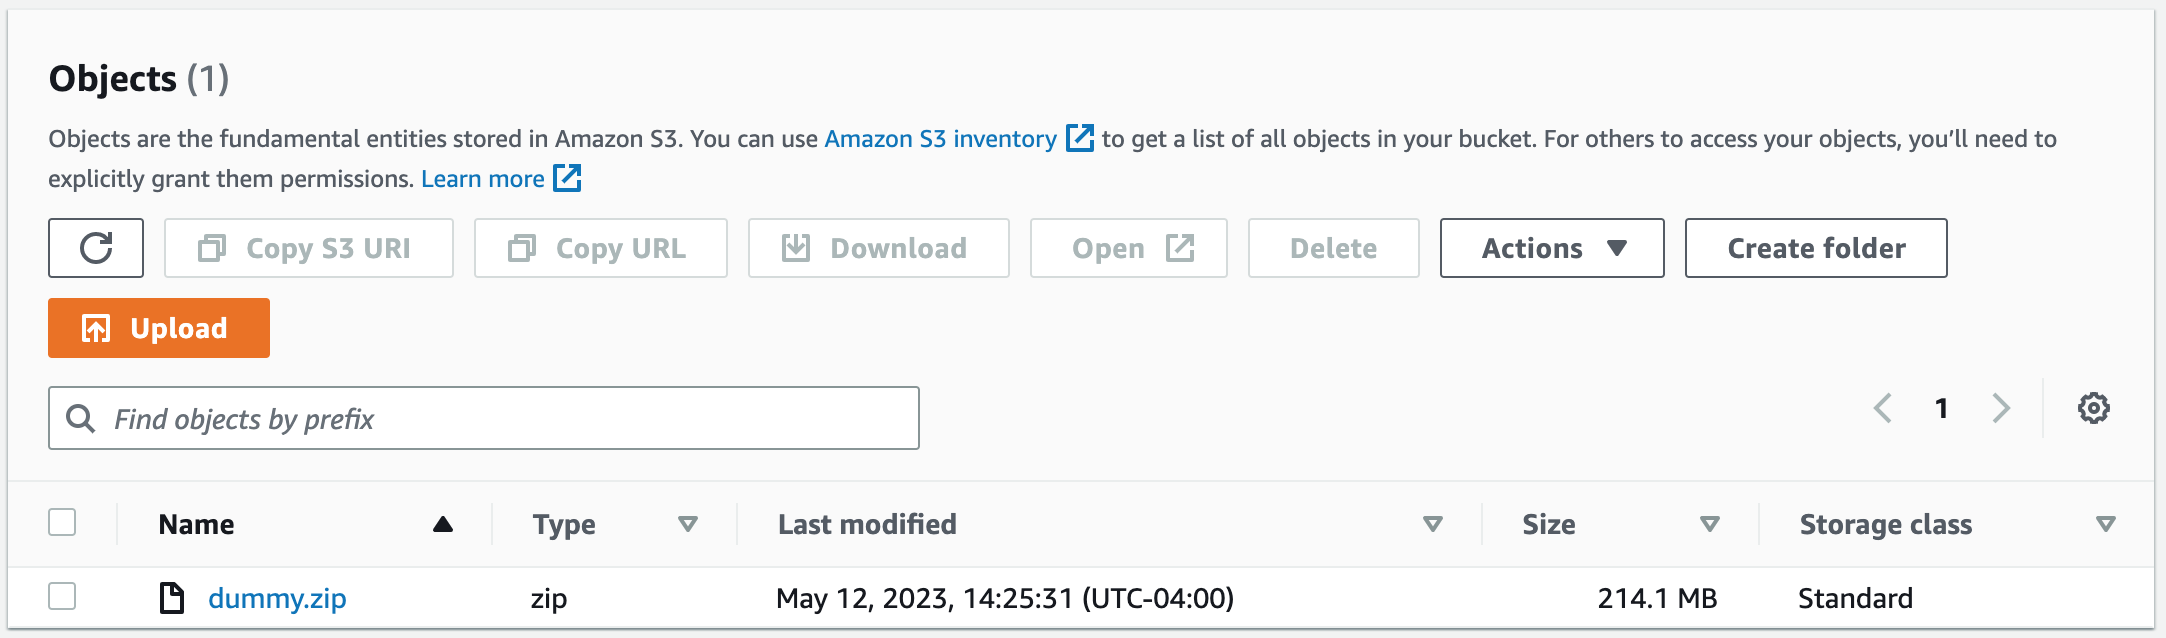 Objects (1)
Objects are the fundamental entities stored in Amazon S3. You can use Amazon S3 inventory to get a list of all objects in your bucket. For others to access your objects, you’ll need to
explicitly grant them permissions. Learn more
Copy S3 URI Copy URL Download Open Delete Actions Create folder
Upload
Find objects by prefix 1
Name Type Last modified Size Storage class
dummy.zip zip May 12, 2023, 14:25:31 (UTC-04:00) 214.1 MB Standard